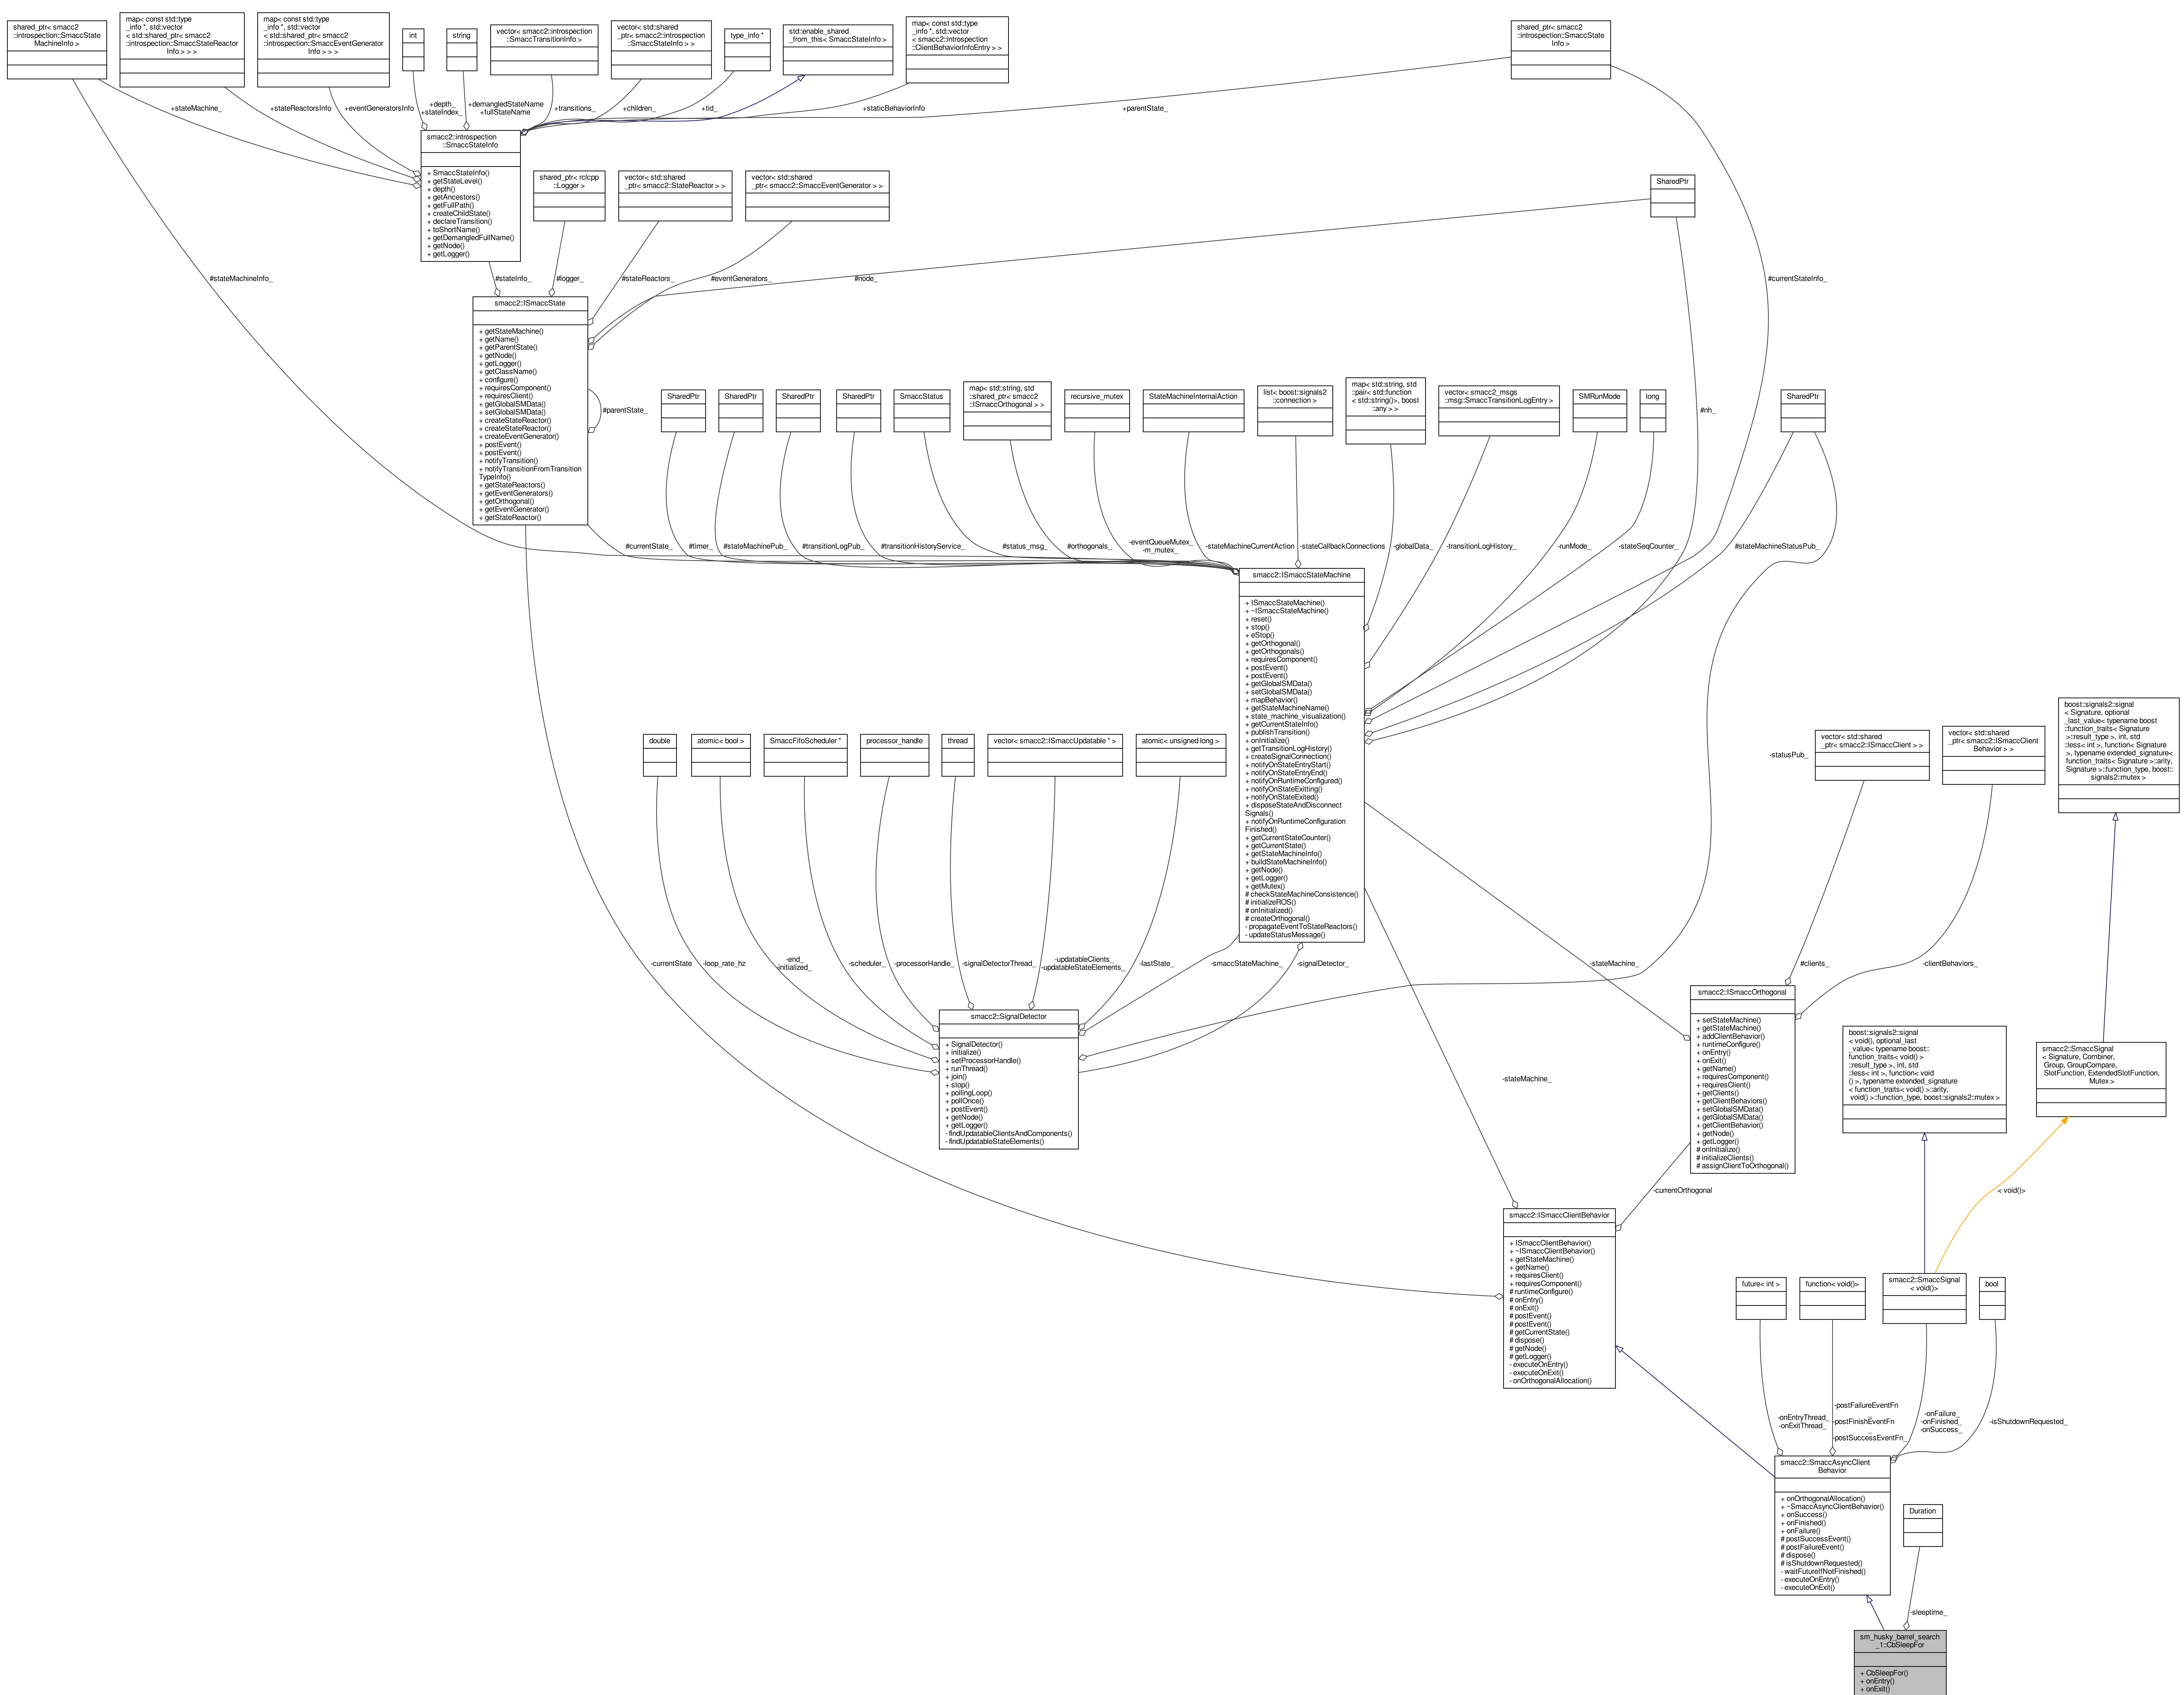 shared_ptr< smacc2
::introspection::SmaccState
MachineInfo >
map< const std::type
_info *, std::vector
< std::shared_ptr< smacc2
::introspection::SmaccStateReactor
Info > > > >
map< const std::type
_info *, std::vector
< std::shared_ptr< smacc2
::introspection::SmaccEventGenerator
Info > > > >
int
string
vector< smacc2::introspection
::SmaccTransitionInfo >
vector< std::shared
_ptr< smacc2::introspection
::SmaccStateInfo > >
type_info *
std::enable_shared
_from_this< SmaccStateInfo >
map< const std::type
_info *, std::vector
< smacc2::introspection
::ClientBehaviorInfoEntry > >
shared_ptr< smacc2
::introspection::SmaccState
Info >
+stateMachine_
+stateReactorsInfo
+eventGeneratorsInfo
+depth_
+stateIndex_
+demangledStateName
+fullStateName
+transitions_
+children_
+tid_
+staticBehaviorInfo
+parentState_
smacc2::introspection
::SmaccStateInfo
+ SmaccStateInfo()
+ getStateLevel()
+ depth()
+ getAncestors()
+ getFullPath()
+ createChildState()
+ declareTransition()
+ toShortName()
+ getDemangledFullName()
+ getNode()
+ getLogger()
shared_ptr< rclcpp
::Logger >
vector< std::shared
_ptr< smacc2::StateReactor > >
vector< std::shared
_ptr< smacc2::SmaccEventGenerator > >
SharedPtr
#stateMachineInfo_
#stateInfo_
#logger_
#stateReactors_
#eventGenerators_
#node_
#currentStateInfo_
smacc2::ISmaccState
+ getStateMachine()
+ getName()
+ getParentState()
+ getNode()
+ getLogger()
+ getClassName()
+ configure()
+ requiresComponent()
+ requiresClient()
+ getGlobalSMData()
+ setGlobalSMData()
+ createStateReactor()
+ createStateReactor()
+ createEventGenerator()
+ postEvent()
+ postEvent()
+ notifyTransition()
+ notifyTransitionFromTransition
TypeInfo()
+ getStateReactors()
+ getEventGenerators()
+ getOrthogonal()
+ getEventGenerator()
+ getStateReactor()
#parentState_
SharedPtr
SharedPtr
SharedPtr
SharedPtr
SmaccStatus
map< std::string, std
::shared_ptr< smacc2
::ISmaccOrthogonal > >
recursive_mutex
StateMachineInternalAction
list< boost::signals2
::connection >
map< std::string, std
::pair< std::function
< std::string()>, boost
::any > >
vector< smacc2_msgs
::msg::SmaccTransitionLogEntry >
SMRunMode
long
#nh_
SharedPtr
#currentState_
#timer_
#stateMachinePub_
#transitionLogPub_
#transitionHistoryService_
#status_msg_
#orthogonals_
-eventQueueMutex_
-m_mutex_
-stateMachineCurrentAction
-stateCallbackConnections
-globalData_
-transitionLogHistory_
-runMode_
-stateSeqCounter_
#stateMachineStatusPub_
smacc2::ISmaccStateMachine
+ ISmaccStateMachine()
+ ~ISmaccStateMachine()
+ reset()
+ stop()
+ eStop()
+ getOrthogonal()
+ getOrthogonals()
+ requiresComponent()
+ postEvent()
+ postEvent()
+ getGlobalSMData()
+ setGlobalSMData()
+ mapBehavior()
+ getStateMachineName()
+ state_machine_visualization()
+ getCurrentStateInfo()
+ publishTransition()
+ onInitialize()
+ getTransitionLogHistory()
+ createSignalConnection()
+ notifyOnStateEntryStart()
+ notifyOnStateEntryEnd()
+ notifyOnRuntimeConfigured()
+ notifyOnStateExitting()
+ notifyOnStateExited()
+ disposeStateAndDisconnect
Signals()
+ notifyOnRuntimeConfiguration
Finished()
+ getCurrentStateCounter()
+ getCurrentState()
+ getStateMachineInfo()
+ buildStateMachineInfo()
+ getNode()
+ getLogger()
+ getMutex()
# checkStateMachineConsistence()
# initializeROS()
# onInitialized()
# createOrthogonal()
- propagateEventToStateReactors()
- updateStatusMessage()
double
atomic< bool >
SmaccFifoScheduler *
processor_handle
thread
vector< smacc2::ISmaccUpdatable * >
atomic< unsigned long >
-statusPub_
vector< std::shared
_ptr< smacc2::ISmaccClient > >
vector< std::shared
_ptr< smacc2::ISmaccClient
Behavior > >
boost::signals2::signal
< Signature, optional
_last_value< typename boost
::function_traits< Signature
>::result_type >, int, std
::less< int >, function< Signature
>, typename extended_signature<
function_traits< Signature >::arity,
Signature >::function_type, boost::
signals2::mutex >
-currentState
-loop_rate_hz
-end_
-initialized_
-scheduler_
-processorHandle_
-signalDetectorThread_
-updatableClients_
-updatableStateElements_
-lastState_
-smaccStateMachine_
-signalDetector_
-stateMachine_
#clients_
-clientBehaviors_
smacc2::SignalDetector
+ SignalDetector()
+ initialize()
+ setProcessorHandle()
+ runThread()
+ join()
+ stop()
+ pollingLoop()
+ pollOnce()
+ postEvent()
+ getNode()
+ getLogger()
- findUpdatableClientsAndComponents()
- findUpdatableStateElements()
smacc2::ISmaccOrthogonal
+ setStateMachine()
+ getStateMachine()
+ addClientBehavior()
+ runtimeConfigure()
+ onEntry()
+ onExit()
+ getName()
+ requiresComponent()
+ requiresClient()
+ getClients()
+ getClientBehaviors()
+ setGlobalSMData()
+ getGlobalSMData()
+ getClientBehavior()
+ getNode()
+ getLogger()
# onInitialize()
# initializeClients()
# assignClientToOrthogonal()
boost::signals2::signal
< void(), optional_last
_value< typename boost::
function_traits< void() >
::result_type >, int, std
::less< int >, function< void
() >, typename extended_signature
< function_traits< void() >::arity,
void() >::function_type, boost::signals2::mutex >
smacc2::SmaccSignal
< Signature, Combiner,
Group, GroupCompare,
SlotFunction, ExtendedSlotFunction,
Mutex >
-stateMachine_
-currentOrthogonal
< void()>
smacc2::ISmaccClientBehavior
+ ISmaccClientBehavior()
+ ~ISmaccClientBehavior()
+ getStateMachine()
+ getName()
+ requiresClient()
+ requiresComponent()
# runtimeConfigure()
# onEntry()
# onExit()
# postEvent()
# postEvent()
# getCurrentState()
# dispose()
# getNode()
# getLogger()
- executeOnEntry()
- executeOnExit()
- onOrthogonalAllocation()
future< int >
function< void()>
smacc2::SmaccSignal
< void()>
bool
-onEntryThread_
-onExitThread_
-postFailureEventFn
_
-postFinishEventFn
_
-postSuccessEventFn_
-onFailure_
-onFinished_
-onSuccess_
-isShutdownRequested_
smacc2::SmaccAsyncClient
Behavior
+ onOrthogonalAllocation()
+ ~SmaccAsyncClientBehavior()
+ onSuccess()
+ onFinished()
+ onFailure()
# postSuccessEvent()
# postFailureEvent()
# dispose()
# isShutdownRequested()
- waitFutureIfNotFinished()
- executeOnEntry()
- executeOnExit()
Duration
-sleeptime_
sm_husky_barrel_search
_1::CbSleepFor
+ CbSleepFor()
+ onEntry()
+ onExit()